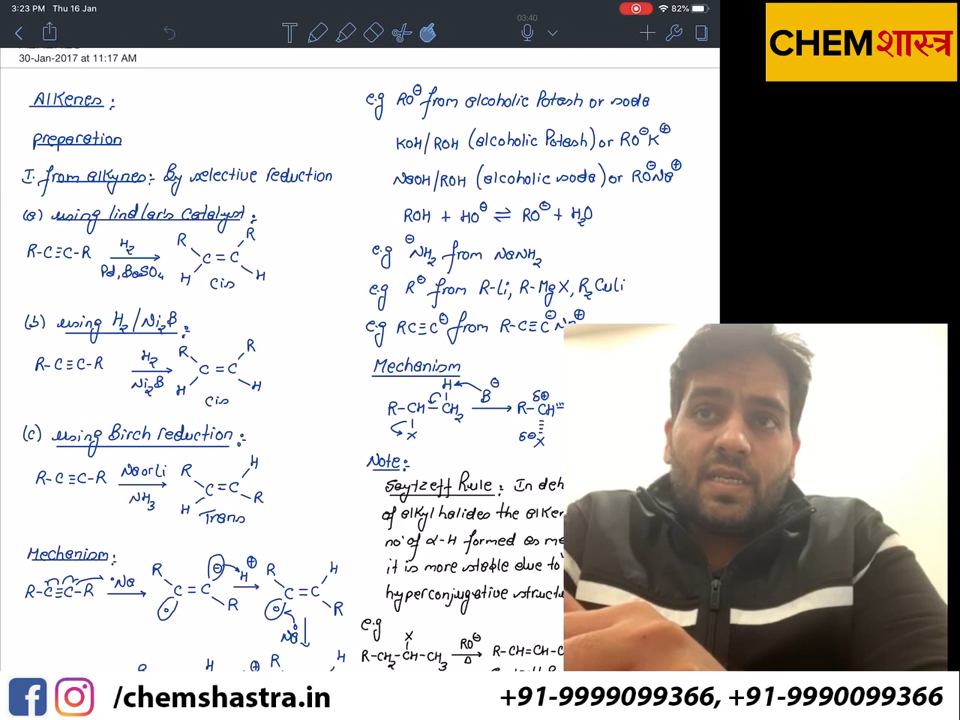 3:23 PM Thu 16 Jan
82%
03:40
CHEMशास्त्र
30-Jan-2017 at 11:17 AM
Alkenes:
Preparation
I. from alkynes: By selective reduction
(a) using lindlar's catalyst:
R-C≡C-R
H₂
Pd, BaSO₄
R R
C=C
H H
Cis
(b) using H₂/Ni₂B:
R-C≡C-R
H₂
Ni₂B
R R
C=C
H H
Cis
(c) using Birch reduction:
R-C≡C-R
Na or Li
NH₃
R H
C=C
H R
Trans
Mechanism:
R-C≡C-R
·Na
R
C=C
R
⊖
H⊕
R H
C=C
R
Na
H
R
H
e.g RO⊖ from alcoholic Potash or soda
KOH/ROH (alcoholic Potash) or RO⊖K⊕
NaOH/ROH (alcoholic soda) or RO⊖Na⊕
ROH + HO⊖ ⇌ RO⊖ + H₂O
e.g ⊖NH₂ from NaNH₂
e.g R⊖ from R-Li, R-MgX, R₂CuLi
e.g RC≡C⊖ from R-C≡C⊖ Na⊕
Mechanism
H B⊖
R-CH-CH₂
X
R-CH
δ⊕
δ⊖X
Note:
Saytzeff Rule: In deh
of alkyl halides the alke
no of α-H formed as m
it is more stable due to
hyperconjugative struct
e.g
X
R-CH₂-CH-CH₃
RO⊖
Δ
R-CH=CH-C
/chemshastra.in
+91-9999099366, +91-9990099366